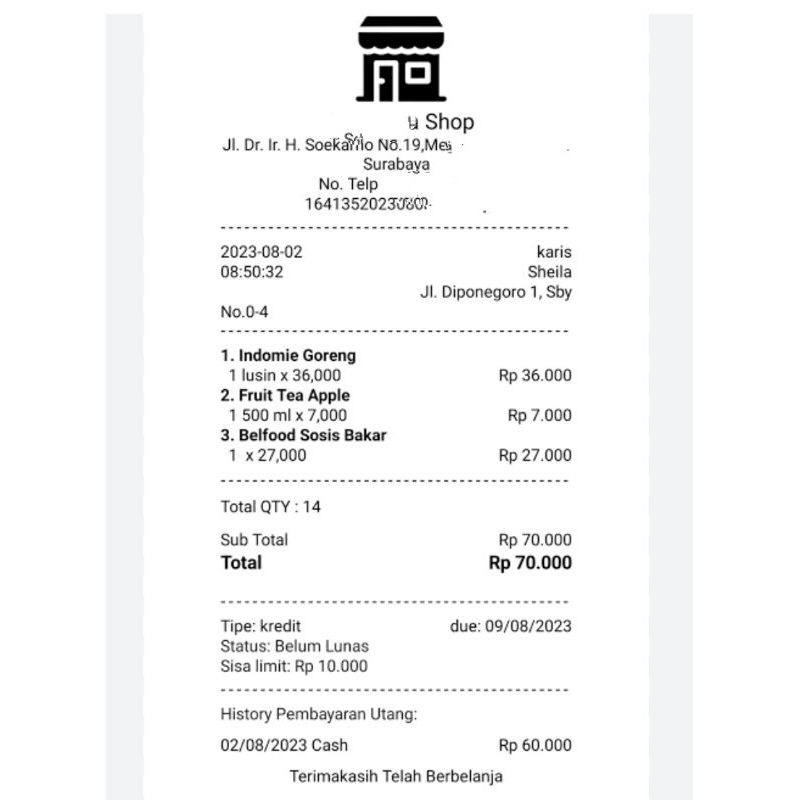 Shop
Jl. Dr. Ir. H. Soekarno No.19,
Surabaya
No. Telp
2023-08-02 karis
08:50:32 Sheila
Jl. Diponegoro 1, Sby
No.0-4
1. Indomie Goreng
1 lusin x 36,000 Rp 36.000
2. Fruit Tea Apple
1 500 ml x 7,000 Rp 7.000
3. Belfood Sosis Bakar
1 x 27,000 Rp 27.000
Total QTY : 14
Sub Total Rp 70.000
Total Rp 70.000
Tipe: kredit due: 09/08/2023
Status: Belum Lunas
Sisa limit: Rp 10.000
History Pembayaran Utang:
02/08/2023 Cash Rp 60.000
Terimakasih Telah Berbelanja